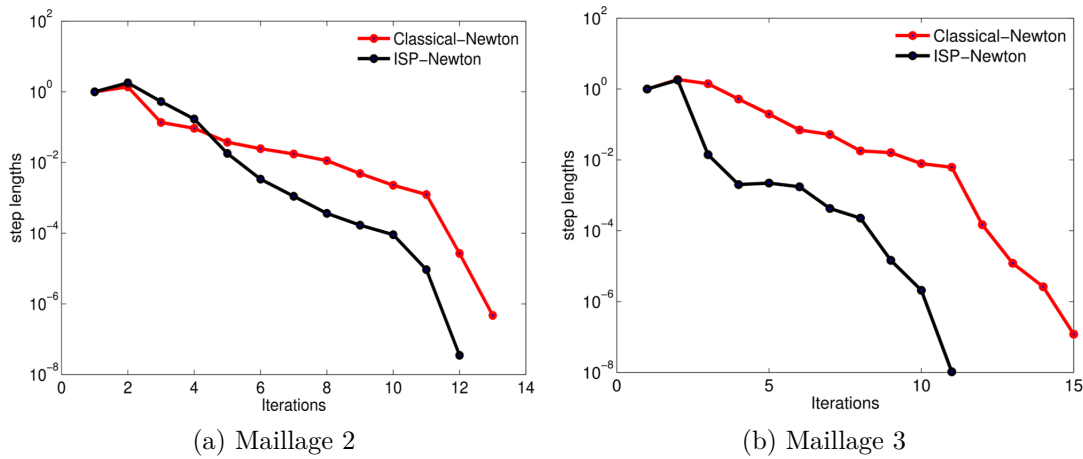 10^2
10^0
10^-2
10^-4
10^-6
10^-8
step lengths
Classical-Newton
ISP-Newton
0 2 4 6 8 10 12 14
Iterations
(a) Maillage 2
10^2
10^0
10^-2
10^-4
10^-6
10^-8
step lengths
Classical-Newton
ISP-Newton
0 5 10 15
Iterations
(b) Maillage 3